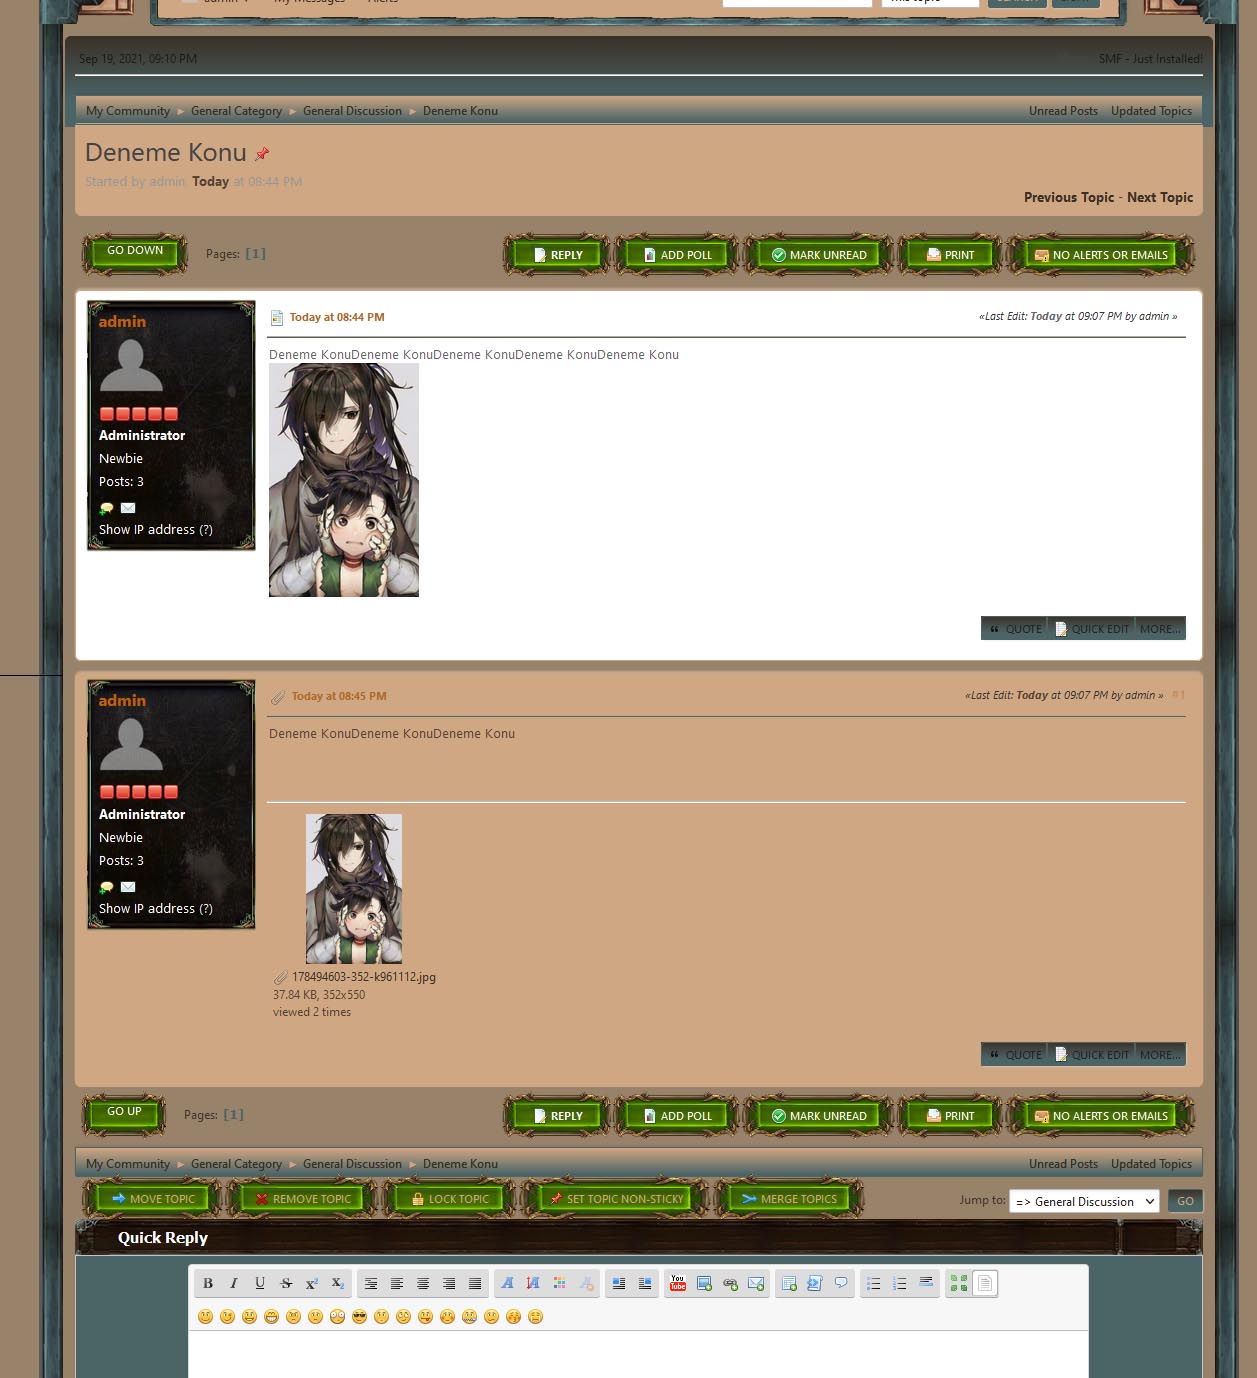 Sep 19, 2021, 09:10 PM SMF - Just Installed!
My Community ► General Category ► General Discussion ► Deneme Konu Unread Posts Updated Topics
Deneme Konu
Started by admin, Today at 08:44 PM
Previous Topic - Next Topic
GO DOWN Pages: [1] REPLY ADD POLL MARK UNREAD PRINT NO ALERTS OR EMAILS
admin
Today at 08:44 PM «Last Edit: Today at 09:07 PM by admin »
Deneme KonuDeneme KonuDeneme KonuDeneme KonuDeneme Konu
Administrator
Newbie
Posts: 3
Show IP address (?)
QUOTE QUICK EDIT MORE...
admin
Today at 08:45 PM «Last Edit: Today at 09:07 PM by admin » #1
Deneme KonuDeneme KonuDeneme Konu
Administrator
Newbie
Posts: 3
Show IP address (?)
178494603-352-k961112.jpg
37.84 KB, 352x550
viewed 2 times
QUOTE QUICK EDIT MORE...
GO UP Pages: [1] REPLY ADD POLL MARK UNREAD PRINT NO ALERTS OR EMAILS
My Community ► General Category ► General Discussion ► Deneme Konu Unread Posts Updated Topics
MOVE TOPIC REMOVE TOPIC LOCK TOPIC SET TOPIC NON-STICKY MERGE TOPICS Jump to: => General Discussion GO
Quick Reply
B I U S x² x₂ You Tube